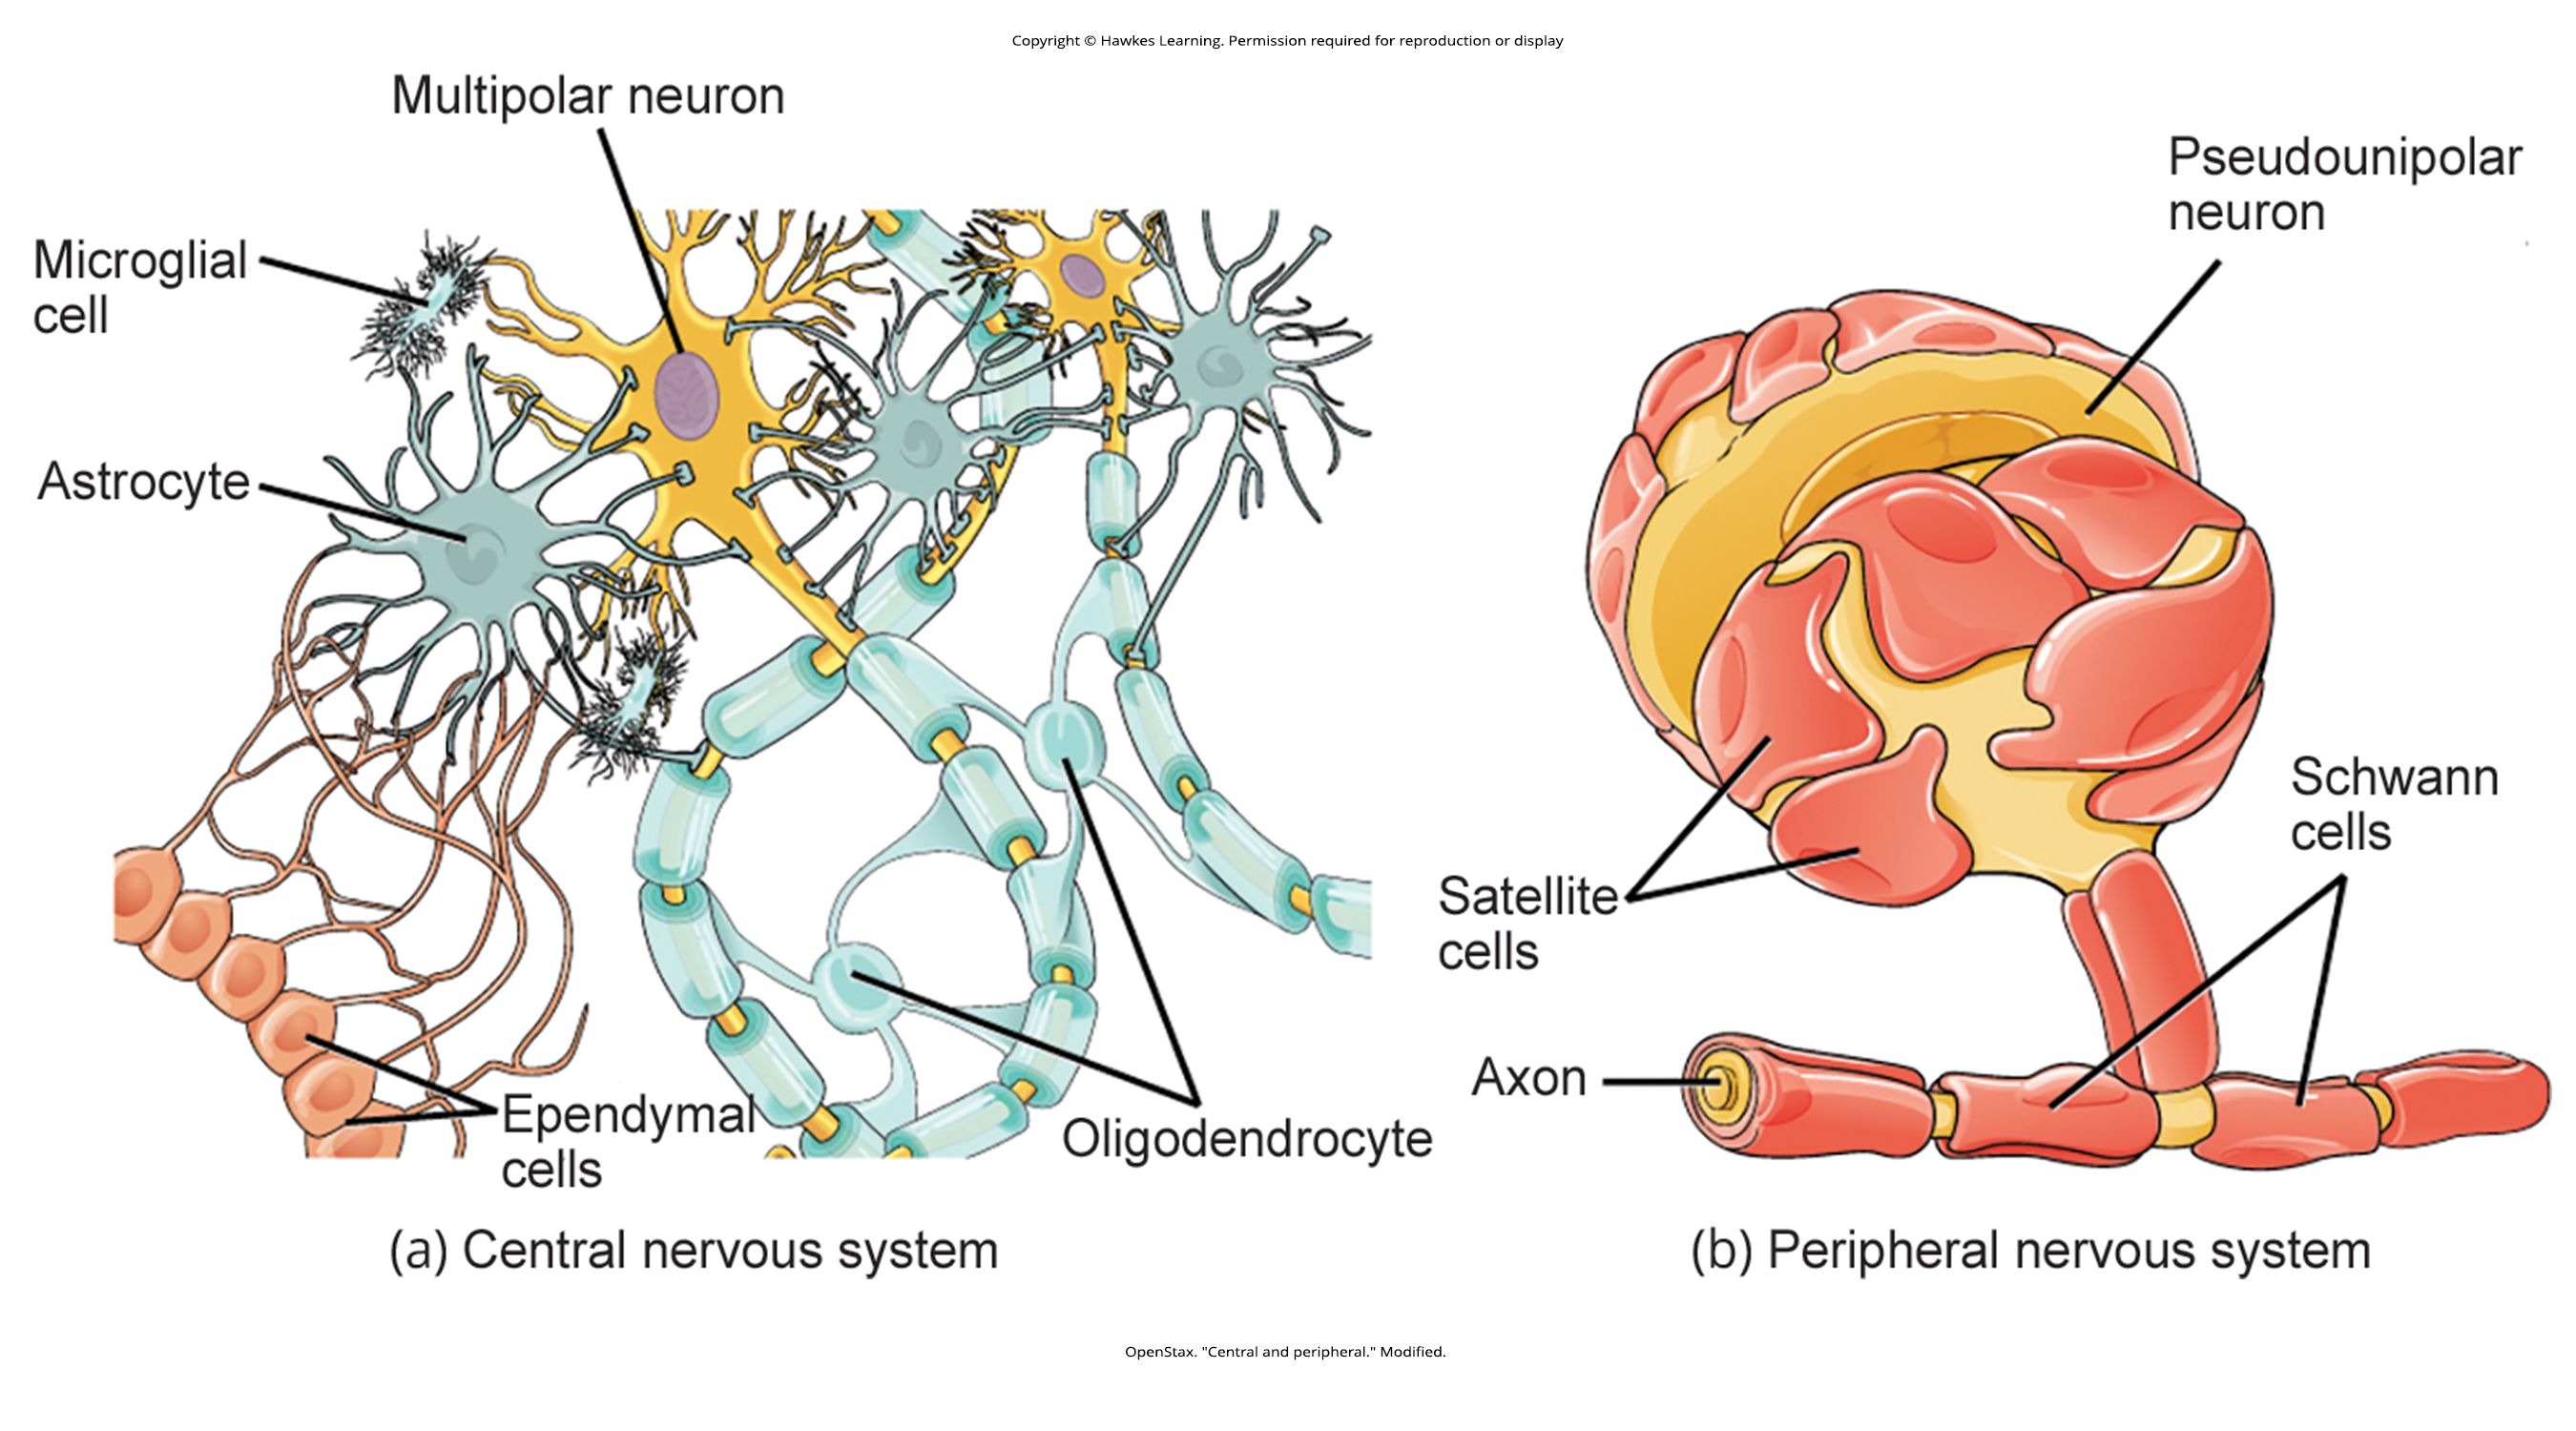 Copyright © Hawkes Learning. Permission required for reproduction or display
Multipolar neuron
Microglial
cell
Astrocyte
Ependymal
cells
Oligodendrocyte
(a) Central nervous system
Pseudounipolar
neuron
Schwann
cells
Satellite
cells
Axon
(b) Peripheral nervous system
OpenStax. "Central and peripheral." Modified.